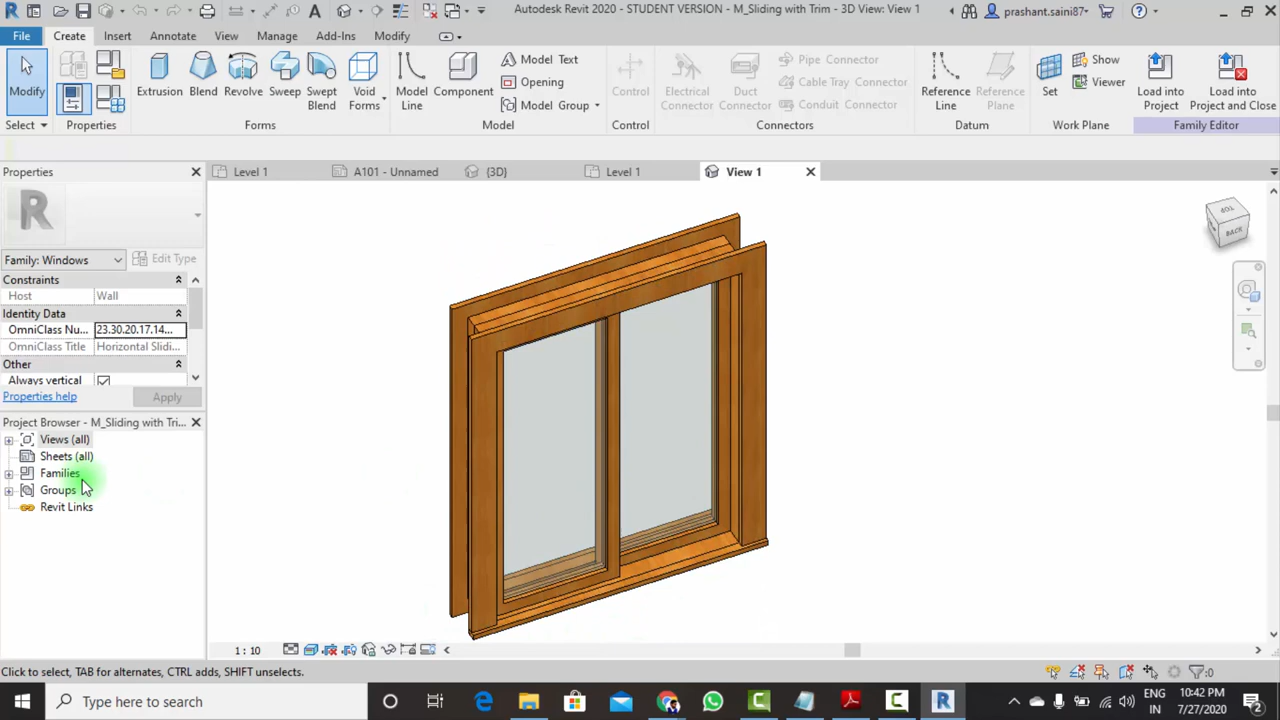 Autodesk Revit 2020 - STUDENT VERSION - M_Sliding with Trim - 3D View: View 1
prashant.saini87
File
Create
Insert
Annotate
View
Manage
Add-Ins
Modify
Modify
Extrusion
Blend
Revolve
Sweep
Swept
Blend
Void
Forms
Model
Line
Component
Model Text
Opening
Model Group
Control
Electrical
Connector
Duct
Connector
Pipe Connector
Cable Tray Connector
Conduit Connector
Reference
Line
Reference
Plane
Set
Show
Viewer
Load into
Project
Load into
Project and Close
Select
Properties
Forms
Model
Control
Connectors
Datum
Work Plane
Family Editor
Properties
Level 1
A101 - Unnamed
{3D}
Level 1
View 1
R
Family: Windows
Edit Type
Constraints
Host
Wall
Identity Data
OmniClass Nu...
23.30.20.17.14...
OmniClass Title
Horizontal Slidi...
Other
Always vertical
Properties help
Apply
Project Browser - M_Sliding with Tri...
Views (all)
Sheets (all)
Families
Groups
Revit Links
TOP
BACK
1 : 10
Click to select, TAB for alternates, CTRL adds, SHIFT unselects.
:0
Type here to search
ENG
IN
10:42 PM
7/27/2020
2